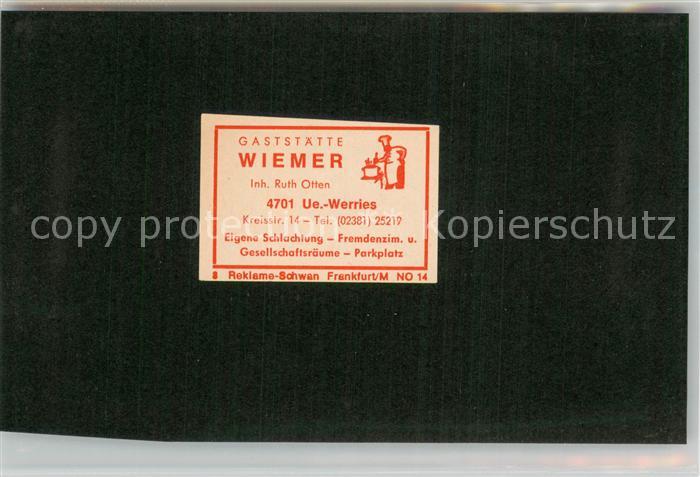 GASTSTÄTTE
WIEMER
Inh. Ruth Otten
4701 Ue.-Werries
Kreisstr. 14 – Tel. (02381) 25219
Eigene Schlachtung – Fremdenzim. u.
Gesellschaftsräume – Parkplatz
8 Reklame-Schwan Frankfurt/M NO 14
copy protection Kopierschutz